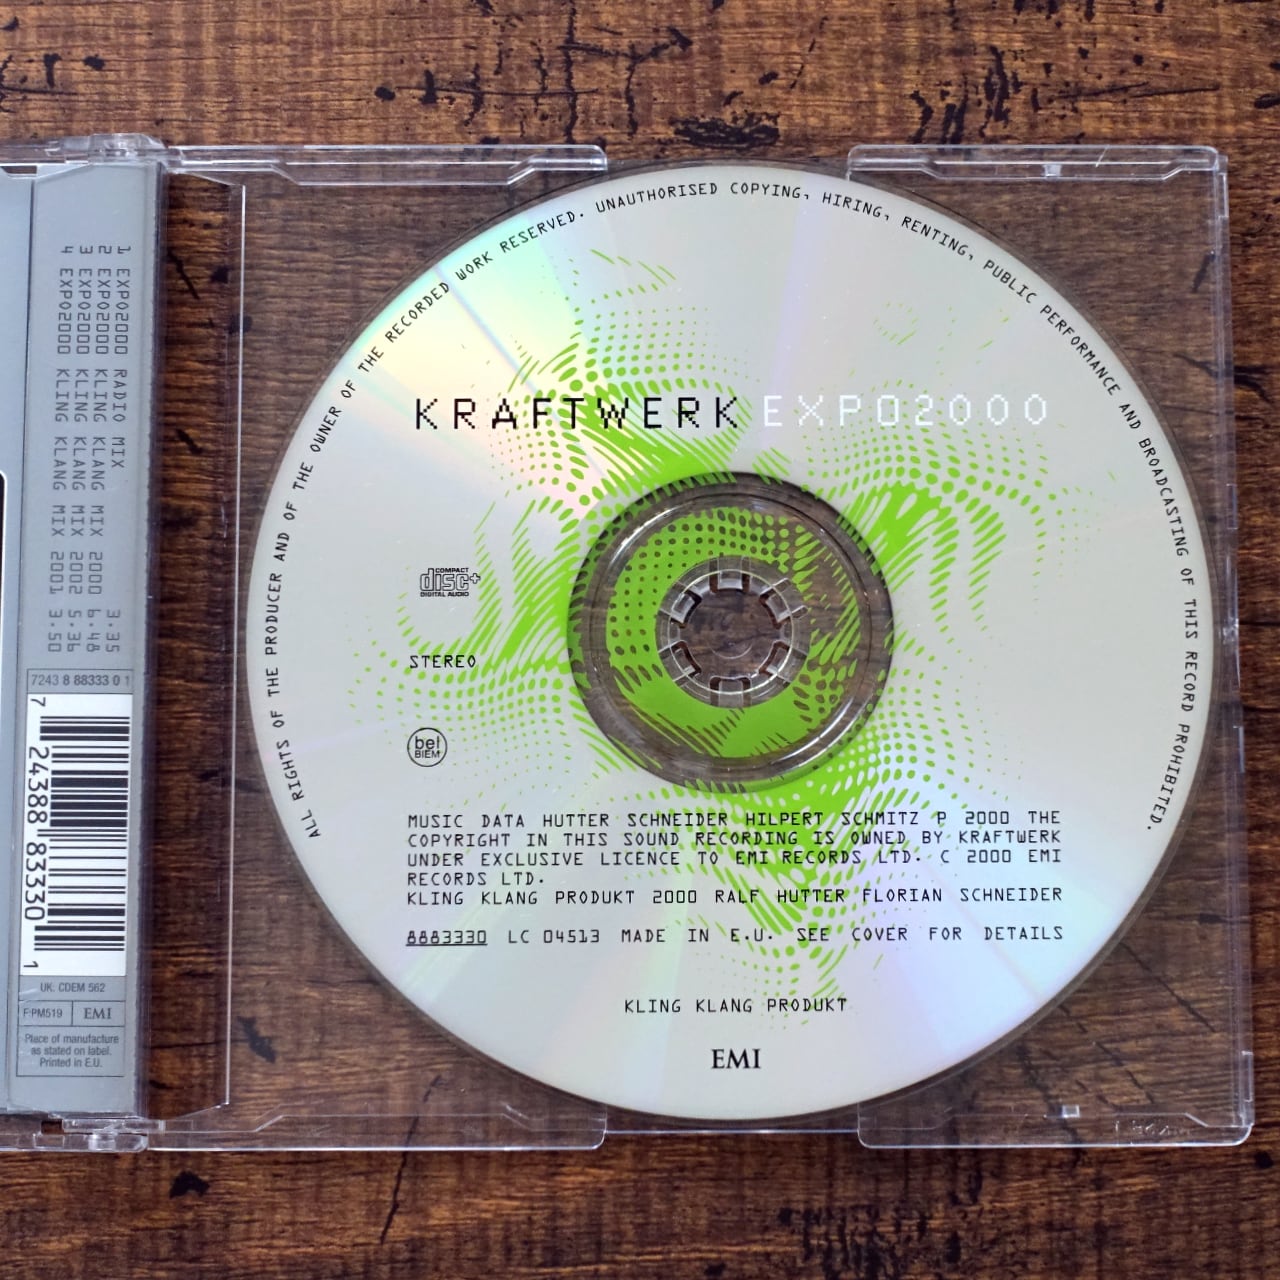 1 EXPO2000 RADIO MIX 3.35
2 EXPO2000 KLING KLANG MIX 2000 6.48
3 EXPO2000 KLING KLANG MIX 2002 5.36
4 EXPO2000 KLING KLANG MIX 2001 3.50
7243 8 88333 0 1
7 24388 83330 1
UK. CDEM 562
F:PM519 EMI
Place of manufacture
as stated on label.
Printed in E.U.
ALL RIGHTS OF THE PRODUCER AND OF THE OWNER OF THE RECORDED WORK RESERVED. UNAUTHORISED COPYING, HIRING, RENTING, PUBLIC PERFORMANCE AND BROADCASTING OF THIS RECORD PROHIBITED.
KRAFTWERK EXPO2000
COMPACT
disc+
DIGITAL AUDIO
STEREO
bel
BIEM
MUSIC DATA HUTTER SCHNEIDER HILPERT SCHMITZ P 2000 THE
COPYRIGHT IN THIS SOUND RECORDING IS OWNED BY KRAFTWERK
UNDER EXCLUSIVE LICENCE TO EMI RECORDS LTD. C 2000 EMI
RECORDS LTD.
KLING KLANG PRODUKT 2000 RALF HUTTER FLORIAN SCHNEIDER
8883330 LC 04513 MADE IN E.U. SEE COVER FOR DETAILS
KLING KLANG PRODUKT
EMI